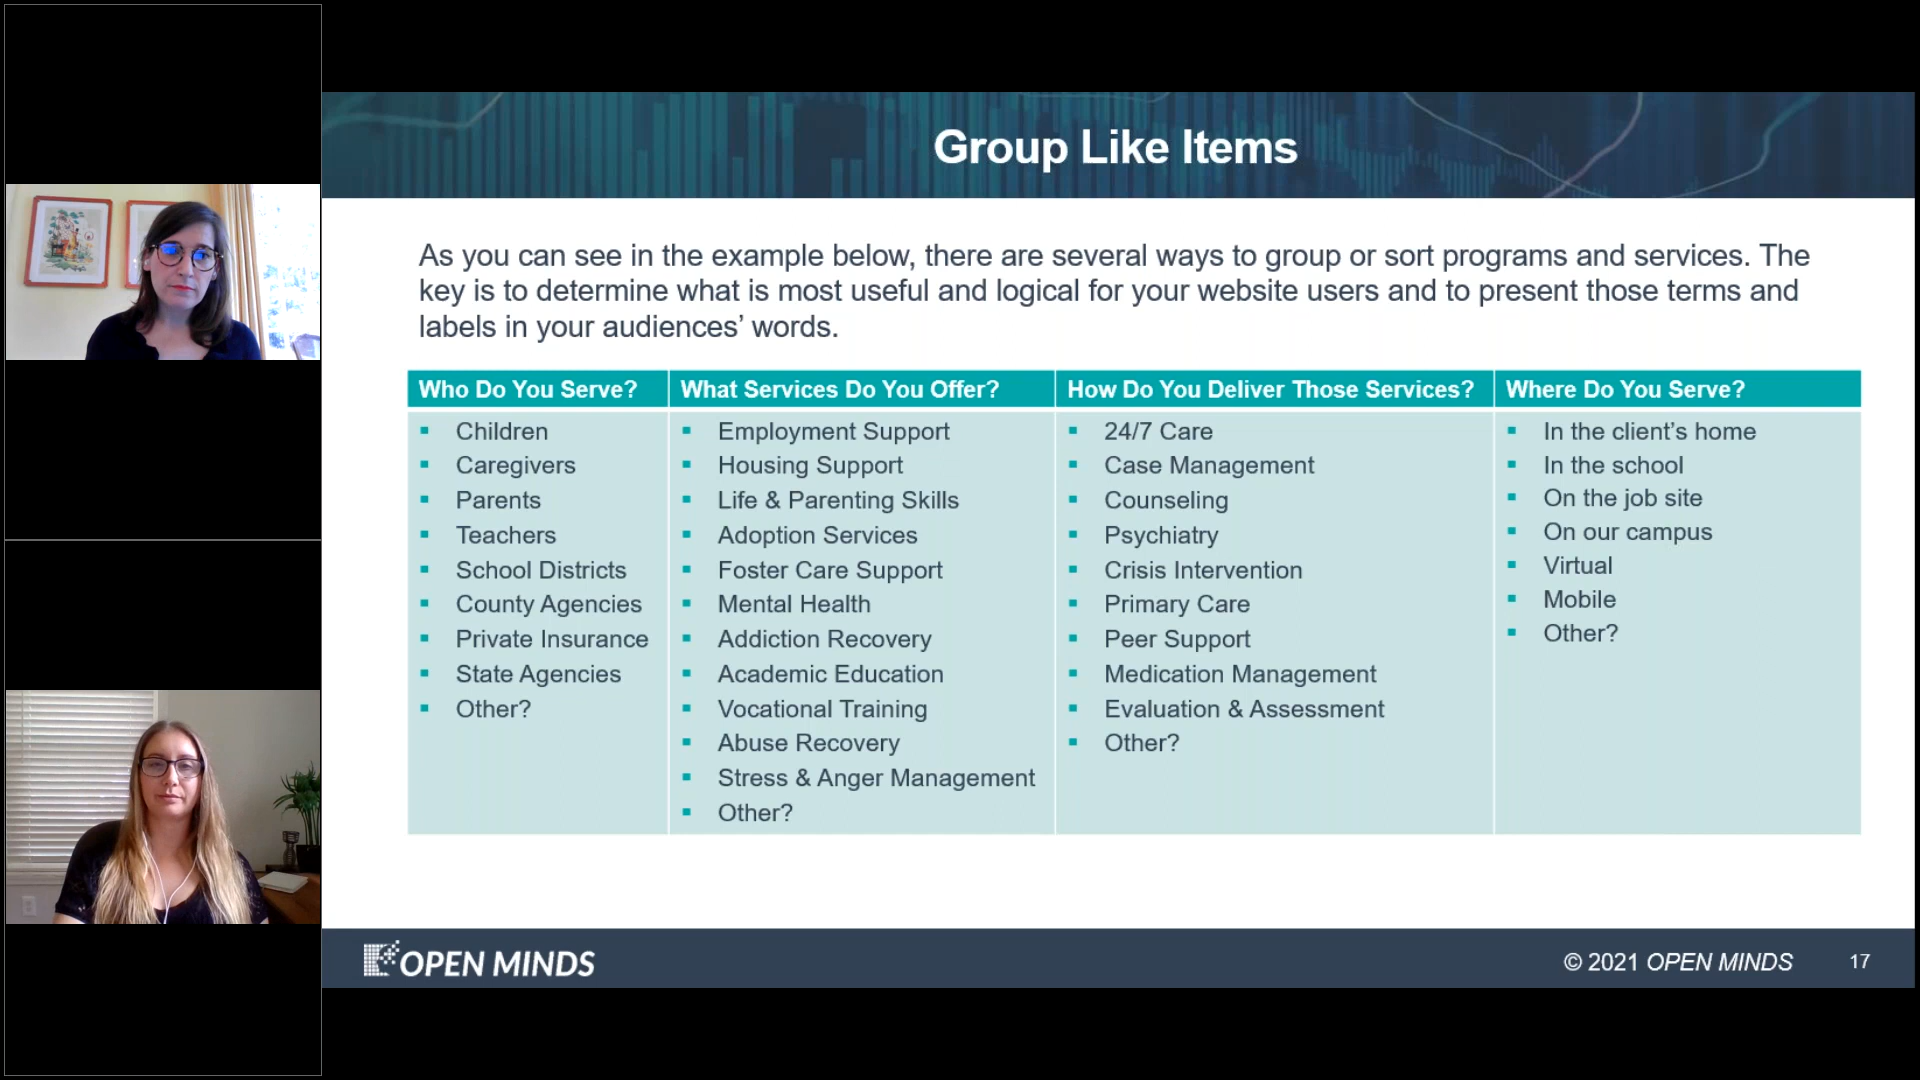 Group Like Items
As you can see in the example below, there are several ways to group or sort programs and services. The
key is to determine what is most useful and logical for your website users and to present those terms and
labels in your audiences’ words.
Who Do You Serve?
▪ Children
▪ Caregivers
▪ Parents
▪ Teachers
▪ School Districts
▪ County Agencies
▪ Private Insurance
▪ State Agencies
▪ Other?
What Services Do You Offer?
▪ Employment Support
▪ Housing Support
▪ Life & Parenting Skills
▪ Adoption Services
▪ Foster Care Support
▪ Mental Health
▪ Addiction Recovery
▪ Academic Education
▪ Vocational Training
▪ Abuse Recovery
▪ Stress & Anger Management
▪ Other?
How Do You Deliver Those Services?
▪ 24/7 Care
▪ Case Management
▪ Counseling
▪ Psychiatry
▪ Crisis Intervention
▪ Primary Care
▪ Peer Support
▪ Medication Management
▪ Evaluation & Assessment
▪ Other?
Where Do You Serve?
▪ In the client’s home
▪ In the school
▪ On the job site
▪ On our campus
▪ Virtual
▪ Mobile
▪ Other?
OPEN MINDS
© 2021 OPEN MINDS
17